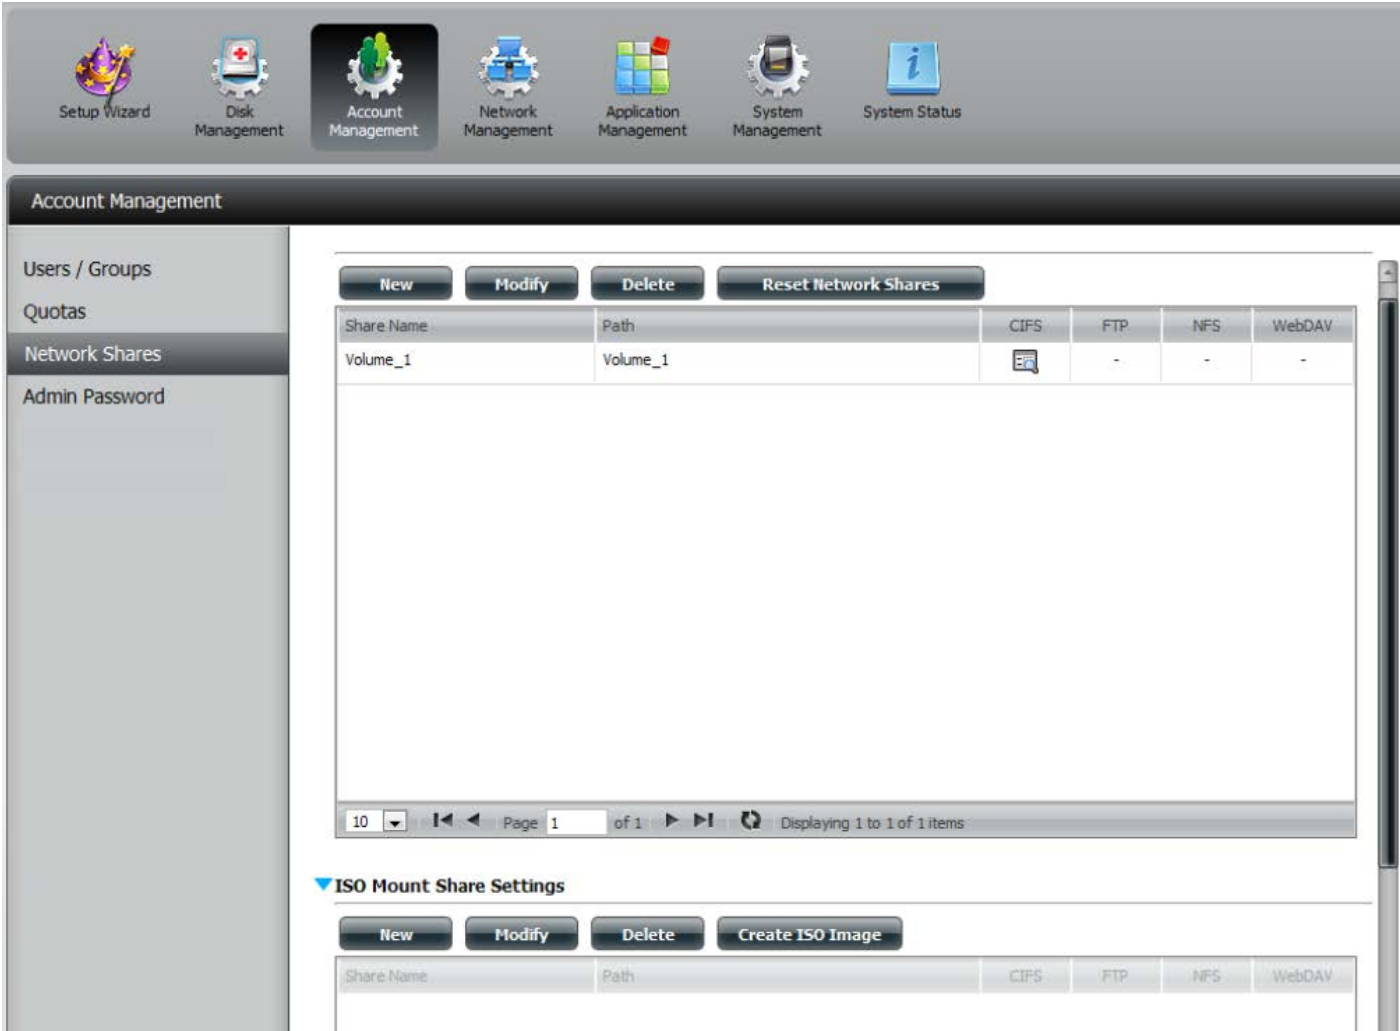 Setup Wizard
Disk Management
Account Management
Network Management
Application Management
System Management
System Status
Account Management
Users / Groups
Quotas
Network Shares
Admin Password
New Modify Delete Reset Network Shares
Share Name Path CIFS FTP NFS WebDAV
Volume_1 Volume_1 - - -
10 Page 1 of 1 Displaying 1 to 1 of 1 items
ISO Mount Share Settings
New Modify Delete Create ISO Image
Share Name Path CIFS FTP NFS WebDAV